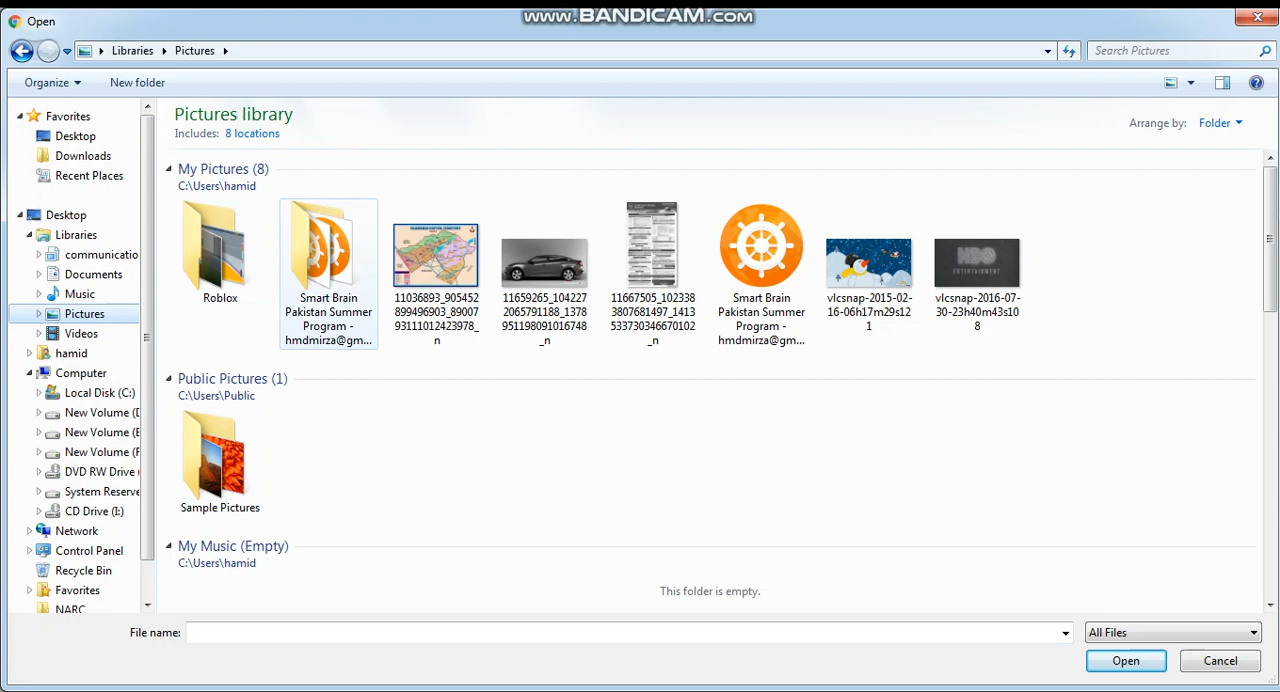 Open
www.BANDICAM.com
Libraries
Pictures
Search Pictures
Organize
New folder
Favorites
Desktop
Downloads
Recent Places
Desktop
Libraries
communicatio
Documents
Music
Pictures
Videos
hamid
Computer
Local Disk (C:)
New Volume (D
New Volume (E
New Volume (F
DVD RW Drive (
System Reserve
CD Drive (I:)
Network
Control Panel
Recycle Bin
Favorites
NARC
Pictures library
Includes: 8 locations
Arrange by: Folder
My Pictures (8)
C:\Users\hamid
Roblox
Smart Brain
Pakistan Summer
Program -
hmdmirza@gm...
11036893_905452
899496903_89007
93111012423978_
n
11659265_104227
2065791188_1378
951198091016748
_n
11667505_102338
3807681497_1413
533730346670102
_n
Smart Brain
Pakistan Summer
Program -
hmdmirza@gm...
vlcsnap-2015-02-
16-06h17m29s12
1
HBO
ENTERTAINMENT
vlcsnap-2016-07-
30-23h40m43s10
8
Public Pictures (1)
C:\Users\Public
Sample Pictures
My Music (Empty)
C:\Users\hamid
This folder is empty.
File name:
All Files
Open
Cancel